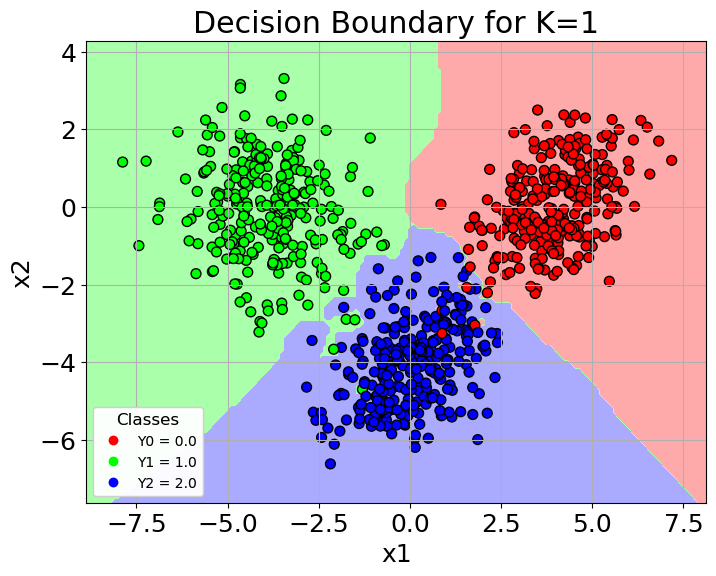 Decision Boundary for K=1
4
2
0
−2
−4
−6
x2
Classes
Y0 = 0.0
Y1 = 1.0
Y2 = 2.0
−7.5 −5.0 −2.5 0.0 2.5 5.0 7.5
x1